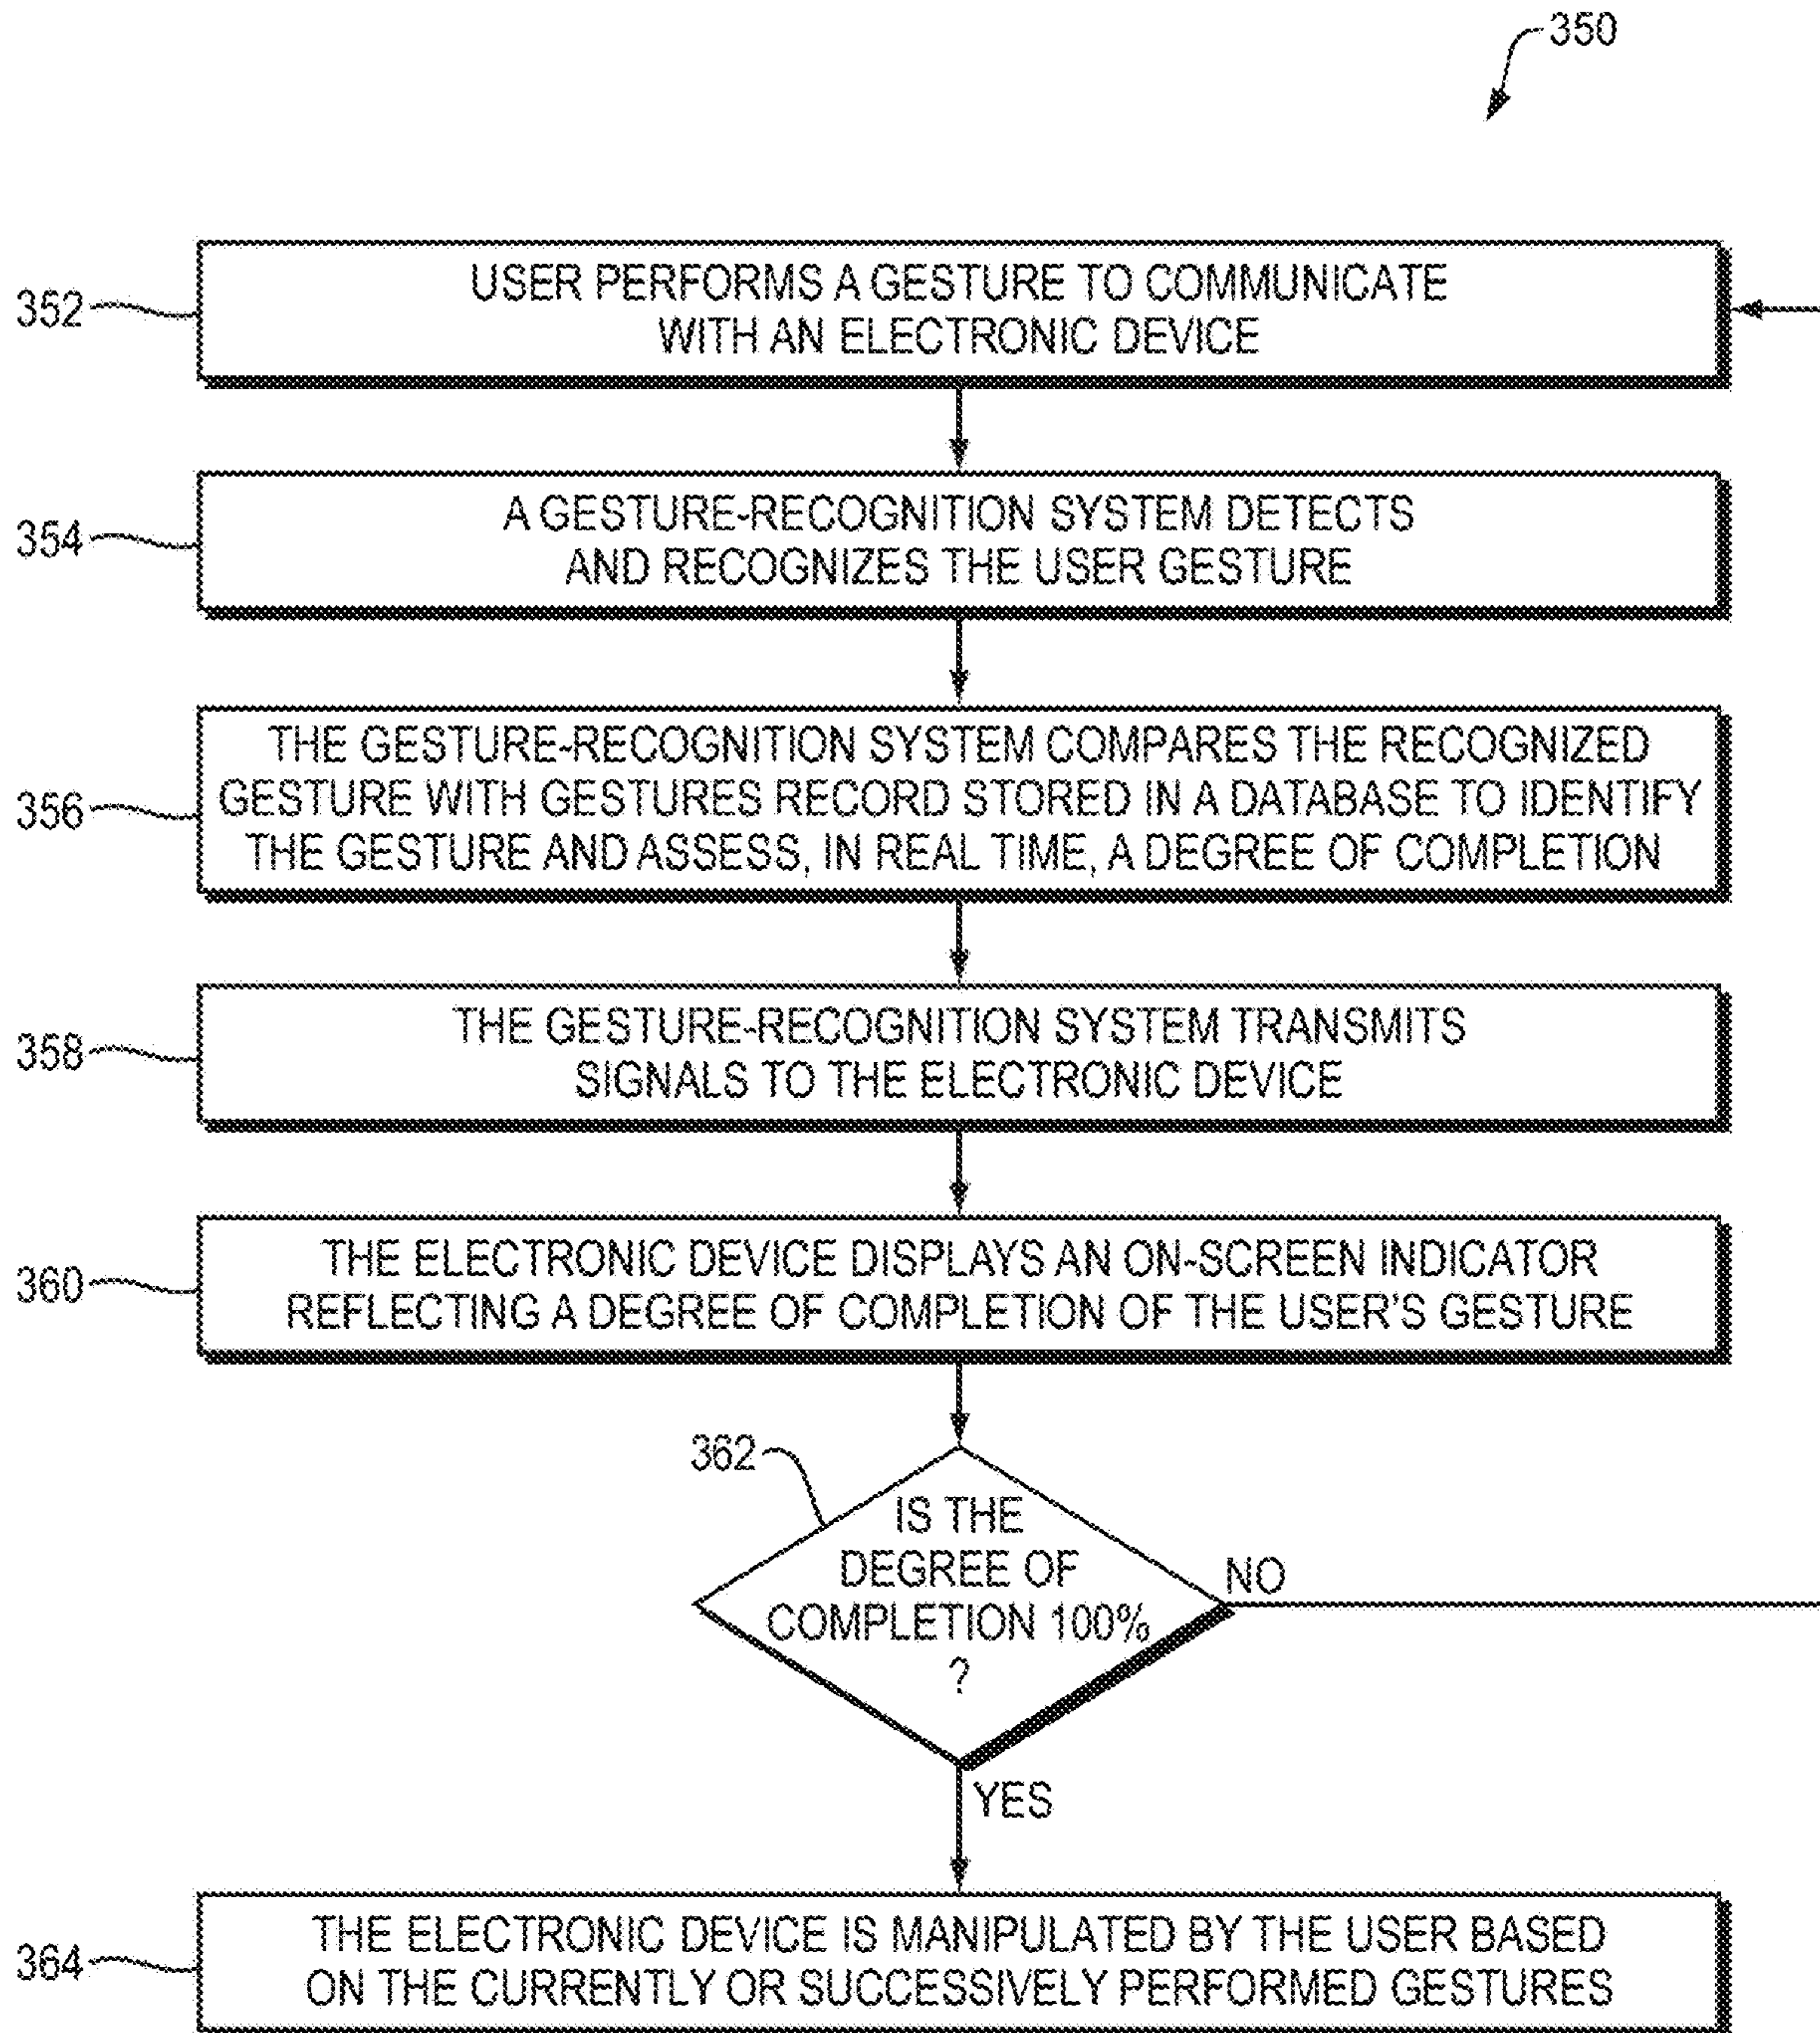 350
352
USER PERFORMS A GESTURE TO COMMUNICATE
WITH AN ELECTRONIC DEVICE
354
A GESTURE-RECOGNITION SYSTEM DETECTS
AND RECOGNIZES THE USER GESTURE
356
THE GESTURE-RECOGNITION SYSTEM COMPARES THE RECOGNIZED
GESTURE WITH GESTURES RECORD STORED IN A DATABASE TO IDENTIFY
THE GESTURE AND ASSESS, IN REAL TIME, A DEGREE OF COMPLETION
358
THE GESTURE-RECOGNITION SYSTEM TRANSMITS
SIGNALS TO THE ELECTRONIC DEVICE
360
THE ELECTRONIC DEVICE DISPLAYS AN ON-SCREEN INDICATOR
REFLECTING A DEGREE OF COMPLETION OF THE USER'S GESTURE
362
IS THE
DEGREE OF
COMPLETION 100%
?
NO
YES
364
THE ELECTRONIC DEVICE IS MANIPULATED BY THE USER BASED
ON THE CURRENTLY OR SUCCESSIVELY PERFORMED GESTURES